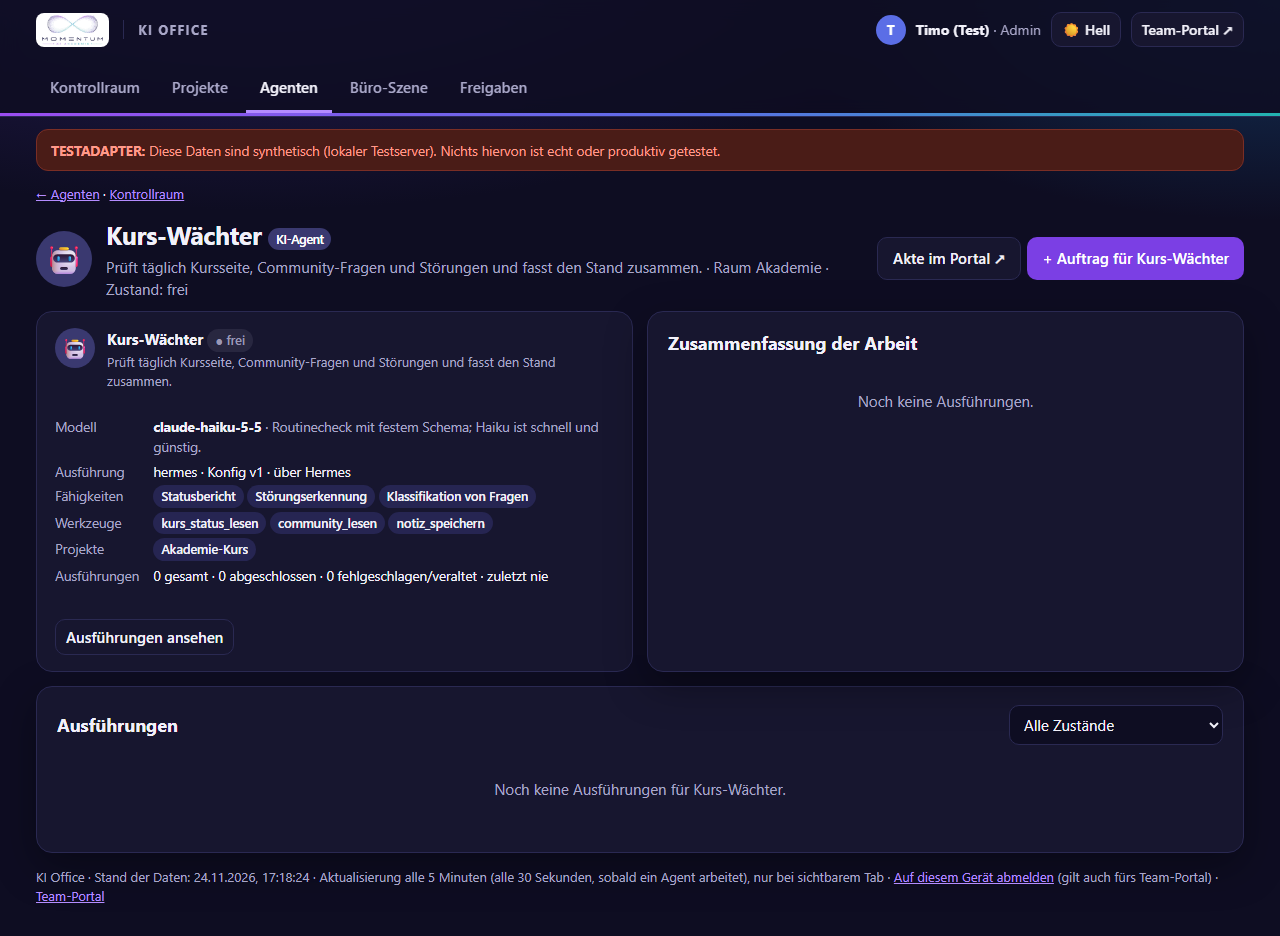 MOMENTUM
KI OFFICE
T
Timo (Test) · Admin
Hell
Team-Portal ↗
Kontrollraum
Projekte
Agenten
Büro-Szene
Freigaben
TESTADAPTER: Diese Daten sind synthetisch (lokaler Testserver). Nichts hiervon ist echt oder produktiv getestet.
← Agenten · Kontrollraum
Kurs-Wächter KI-Agent
Prüft täglich Kursseite, Community-Fragen und Störungen und fasst den Stand zusammen. · Raum Akademie ·
Zustand: frei
Akte im Portal ↗
+ Auftrag für Kurs-Wächter
Kurs-Wächter ● frei
Prüft täglich Kursseite, Community-Fragen und Störungen und fasst den Stand
zusammen.
Modell claude-haiku-5-5 · Routinecheck mit festem Schema; Haiku ist schnell und
günstig.
Ausführung hermes · Konfig v1 · über Hermes
Fähigkeiten Statusbericht Störungserkennung Klassifikation von Fragen
Werkzeuge kurs_status_lesen community_lesen notiz_speichern
Projekte Akademie-Kurs
Ausführungen 0 gesamt · 0 abgeschlossen · 0 fehlgeschlagen/veraltet · zuletzt nie
Ausführungen ansehen
Zusammenfassung der Arbeit
Noch keine Ausführungen.
Ausführungen
Alle Zustände
Noch keine Ausführungen für Kurs-Wächter.
KI Office · Stand der Daten: 24.11.2026, 17:18:24 · Aktualisierung alle 5 Minuten (alle 30 Sekunden, sobald ein Agent arbeitet), nur bei sichtbarem Tab · Auf diesem Gerät abmelden (gilt auch fürs Team-Portal) ·
Team-Portal